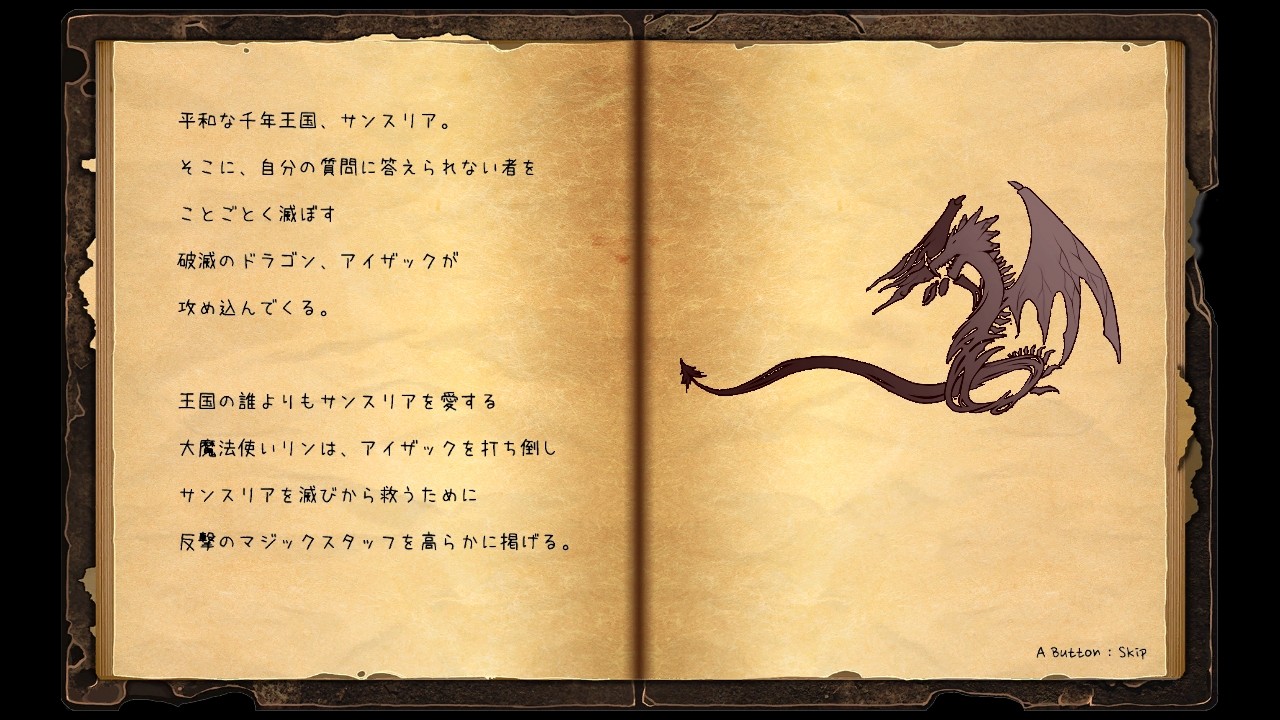 平和な千年王国、サンスリア。
そこに、自分の質問に答えられない者を
ことごとく滅ぼす
破滅のドラゴン、アイザックが
攻め込んでくる。
王国の誰よりもサンスリアを愛する
大魔法使いリンは、アイザックを打ち倒し
サンスリアを滅びから救うために
反撃のマジックスタッフを高らかに掲げる。
A Button : Skip